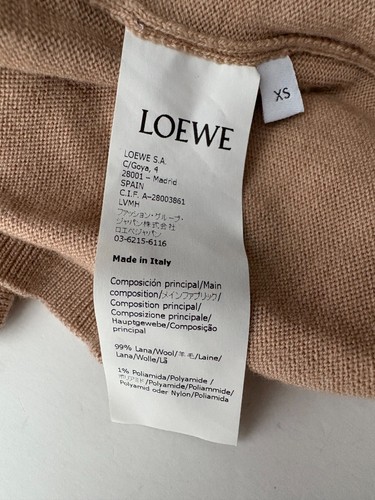 XS
LOEWE
LOEWE S.A.
C/Goya, 4
28001 – Madrid
SPAIN
C.I.F. A-28003861
LVMH
ファッション・グループ・
ジャパン株式会社
ロエベジャパン
03-6215-6116
Made in Italy
Composición principal/Main
composition/メインファブリック/
Composition principal/
Composizione principale/
Hauptgewebe/Composição
principal
99% Lana/Wool/羊毛/Laine/
Lana/Wolle/Lã
1% Poliamida/Polyamide /
ポリアミド/Polyamide/Poliammide/
Polyamid oder Nylon/Poliamida